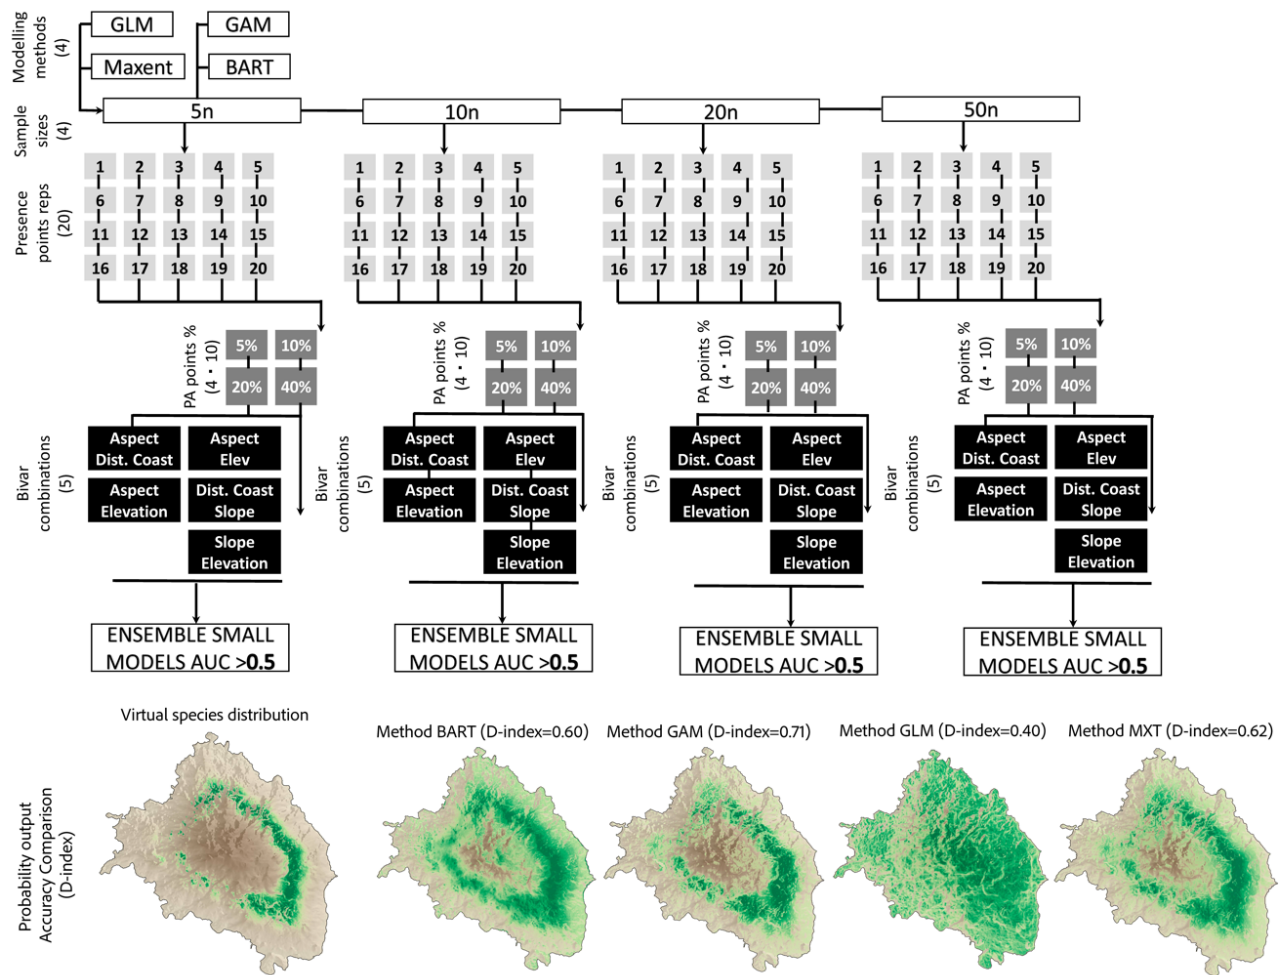 Modelling
methods
(4)
GLM
GAM
Maxent
BART
Sample
sizes
(4)
5n
10n
20n
50n
Presence
points reps
(20)
1 2 3 4 5
6 7 8 9 10
11 12 13 14 15
16 17 18 19 20
1 2 3 4 5
6 7 8 9 10
11 12 13 14 15
16 17 18 19 20
1 2 3 4 5
6 7 8 9 10
11 12 13 14 15
16 17 18 19 20
1 2 3 4 5
6 7 8 9 10
11 12 13 14 15
16 17 18 19 20
PA points %
(4 · 10)
5% 10%
20% 40%
PA points %
(4 · 10)
5% 10%
20% 40%
PA points %
(4 · 10)
5% 10%
20% 40%
PA points %
(4 · 10)
5% 10%
20% 40%
Bivar
combinations
(5)
Aspect
Dist. Coast
Aspect
Elev
Aspect
Elevation
Dist. Coast
Slope
Slope
Elevation
Bivar
combinations
(5)
Aspect
Dist. Coast
Aspect
Elev
Aspect
Elevation
Dist. Coast
Slope
Slope
Elevation
Bivar
combinations
(5)
Aspect
Dist. Coast
Aspect
Elev
Aspect
Elevation
Dist. Coast
Slope
Slope
Elevation
Bivar
combinations
(5)
Aspect
Dist. Coast
Aspect
Elev
Aspect
Elevation
Dist. Coast
Slope
Slope
Elevation
ENSEMBLE SMALL
MODELS AUC >0.5
ENSEMBLE SMALL
MODELS AUC >0.5
ENSEMBLE SMALL
MODELS AUC >0.5
ENSEMBLE SMALL
MODELS AUC >0.5
Probability output
Accuracy Comparison
(D-index)
Virtual species distribution
Method BART (D-index=0.60)
Method GAM (D-index=0.71)
Method GLM (D-index=0.40)
Method MXT (D-index=0.62)